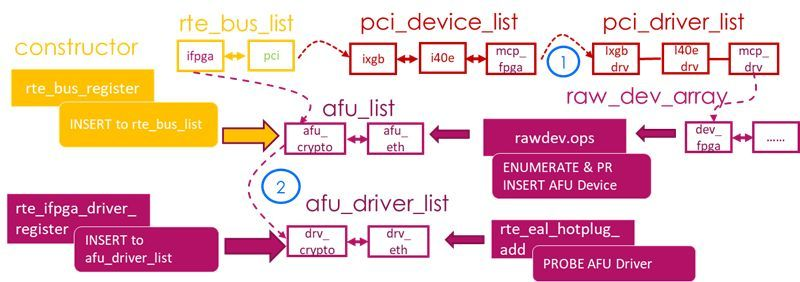 rte_bus_list
pci_device_list
pci_driver_list
constructor
ifpga
pci
ixgb
i40e
mcp_
fpga
1
Ixgb
drv
I40e
drv
mcp_
drv
rte_bus_register
INSERT to rte_bus_list
afu_list
raw_dev_array
afu_
crypto
afu_
eth
rawdev.ops
dev_
fpga
......
ENUMERATE & PR
INSERT AFU Device
2
rte_ifpga_driver_
register
INSERT to
afu_driver_list
afu_driver_list
drv_
crypto
drv_
eth
rte_eal_hotplug_
add
PROBE AFU Driver